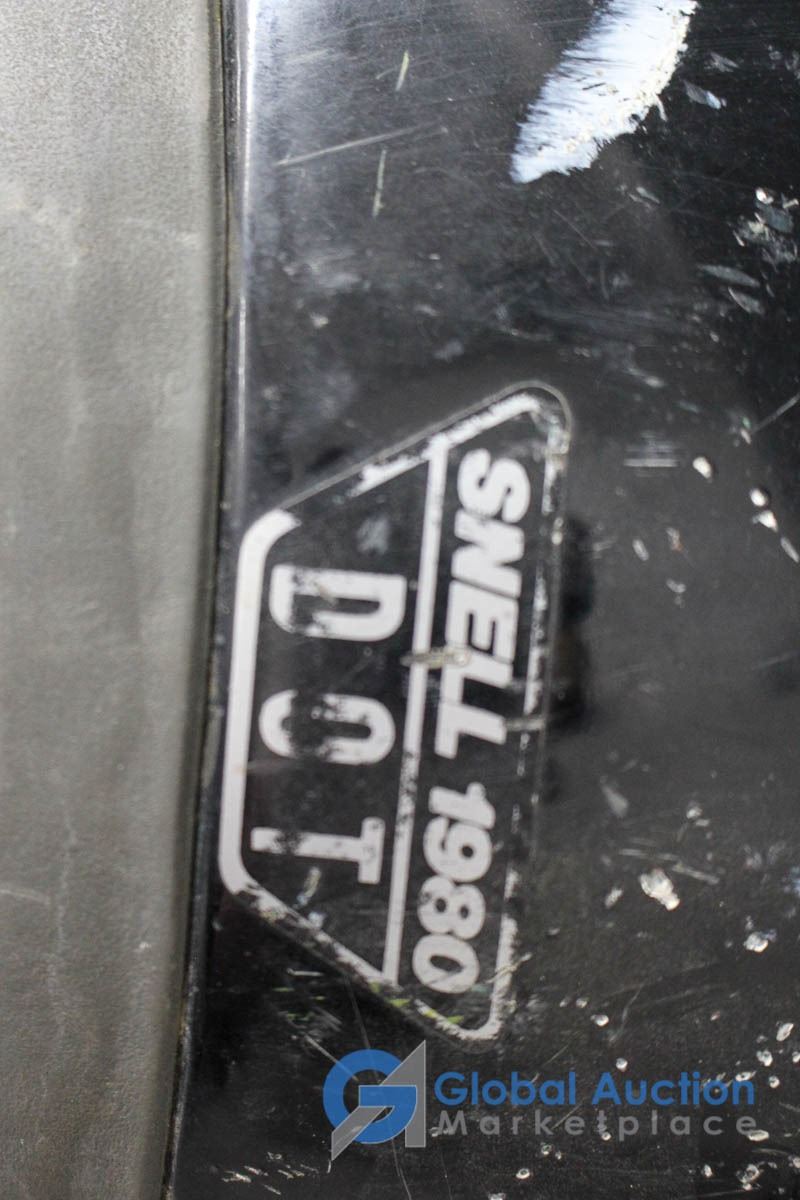 SNELL 1980
DOT
Global Auction
Marketplace